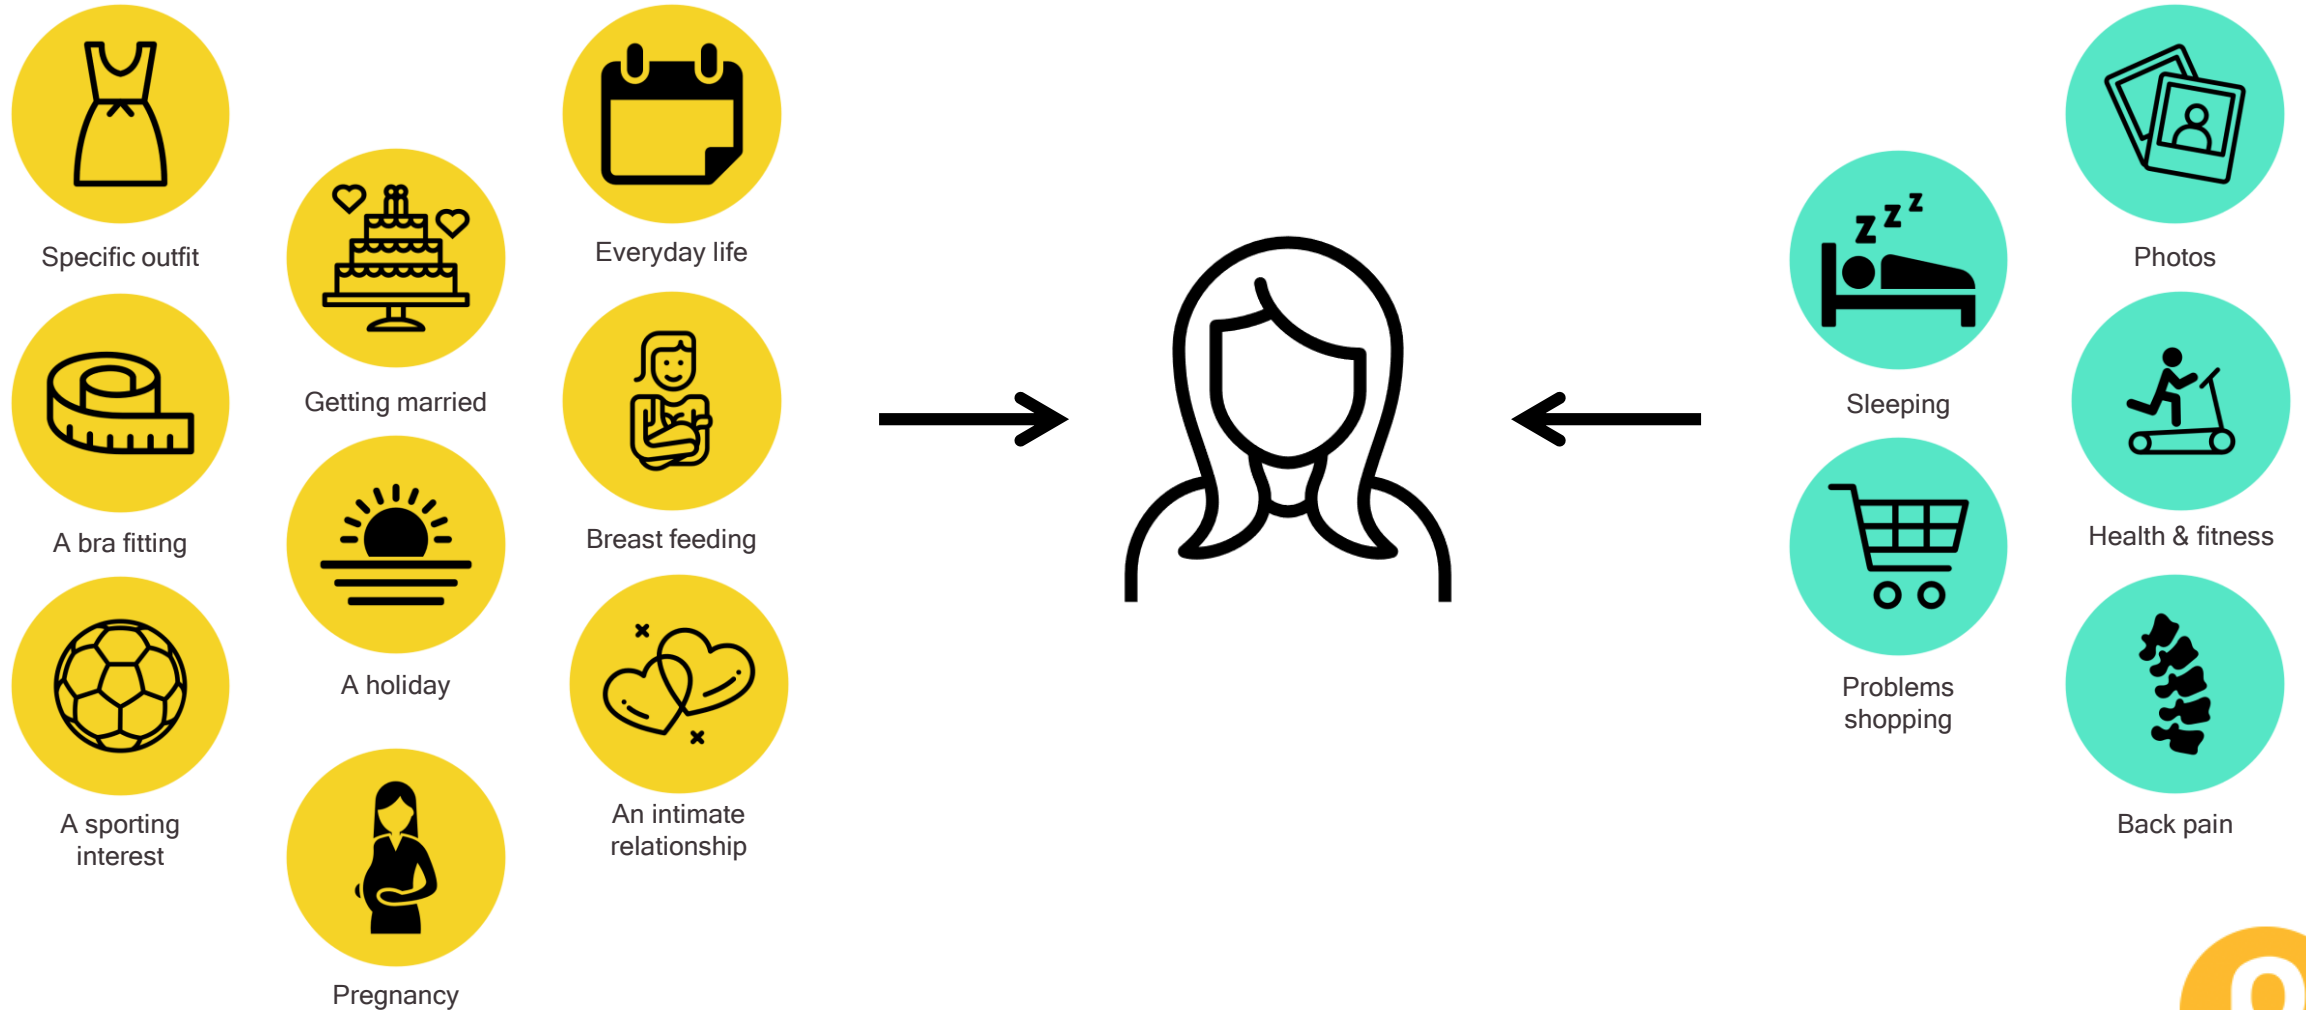 Specific outfit
Everyday life
Getting married
A bra fitting
Breast feeding
A holiday
A sporting
interest
An intimate
relationship
Pregnancy
z z z
Photos
Sleeping
Health & fitness
Problems
shopping
Back pain